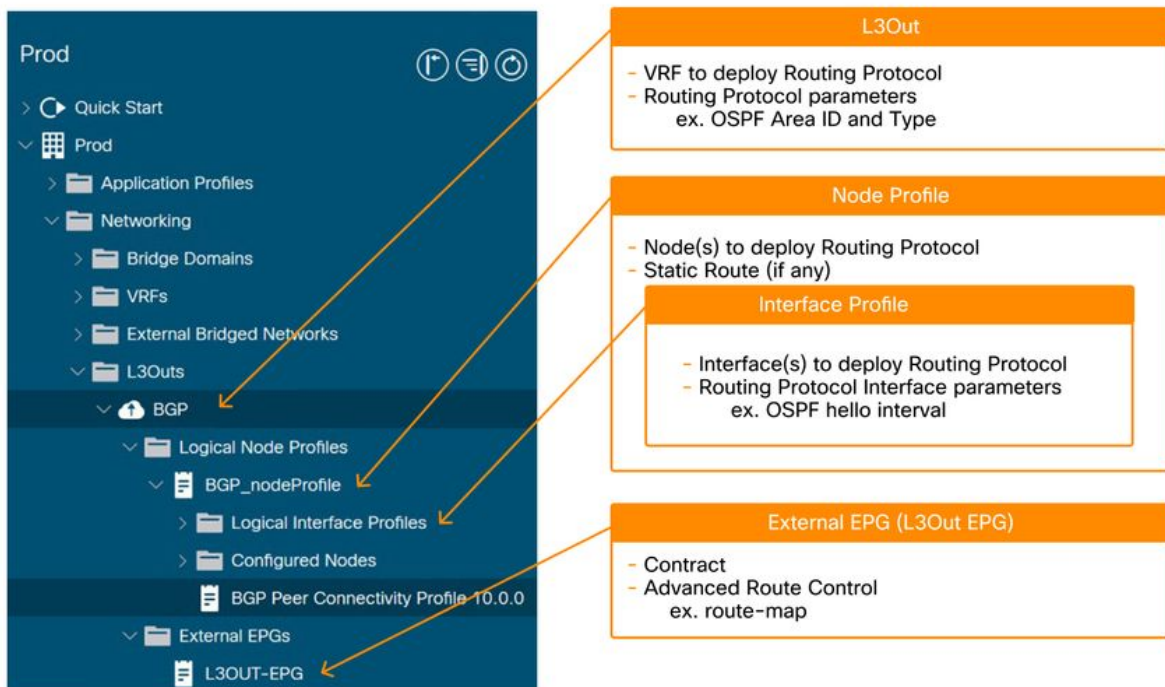 Prod
Quick Start
Prod
Application Profiles
Networking
Bridge Domains
VRFs
External Bridged Networks
L3Outs
BGP
Logical Node Profiles
BGP_nodeProfile
Logical Interface Profiles
Configured Nodes
BGP Peer Connectivity Profile 10.0.0
External EPGs
L3OUT-EPG
L3Out
- VRF to deploy Routing Protocol
- Routing Protocol parameters
ex. OSPF Area ID and Type
Node Profile
- Node(s) to deploy Routing Protocol
- Static Route (if any)
Interface Profile
- Interface(s) to deploy Routing Protocol
- Routing Protocol Interface parameters
ex. OSPF hello interval
External EPG (L3Out EPG)
- Contract
- Advanced Route Control
ex. route-map